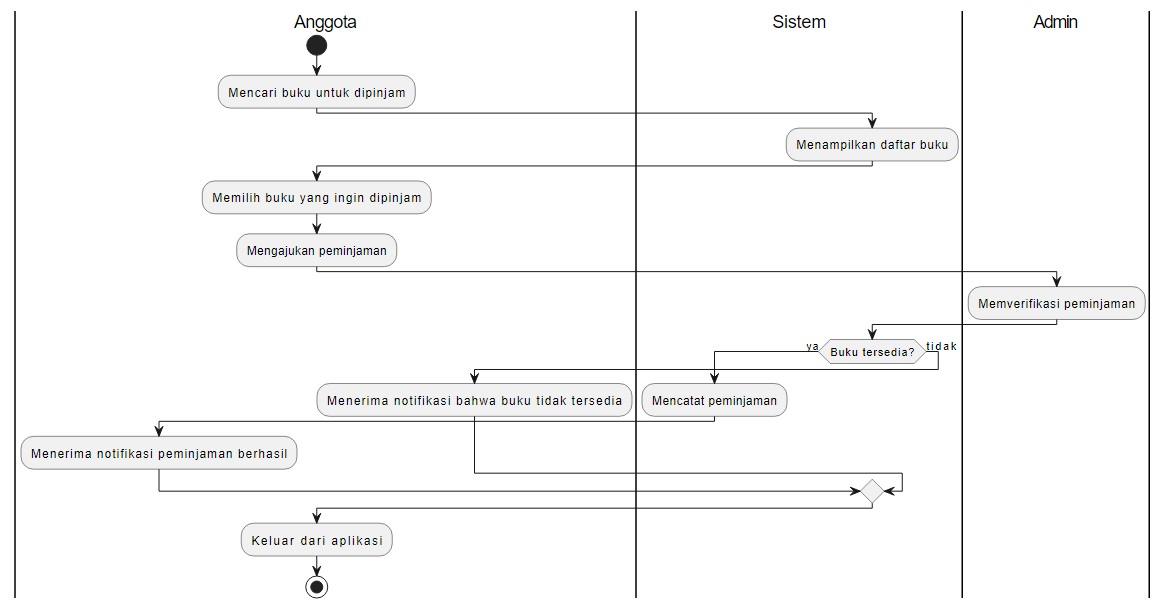 Anggota
Sistem
Admin
Mencari buku untuk dipinjam
Menampilkan daftar buku
Memilih buku yang ingin dipinjam
Mengajukan peminjaman
Memverifikasi peminjaman
ya
Buku tersedia?
tidak
Menerima notifikasi bahwa buku tidak tersedia
Mencatat peminjaman
Menerima notifikasi peminjaman berhasil
Keluar dari aplikasi